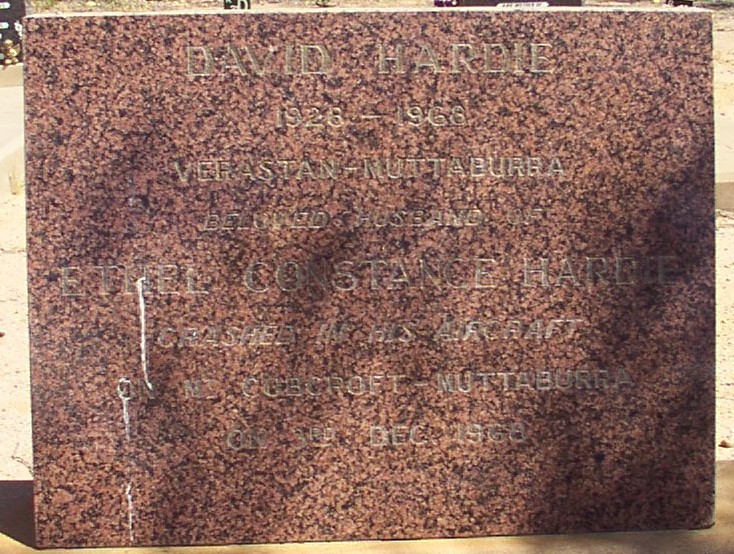 DAVID HARDIE
1928 - 1968
VERASTAN-MUTTABURRA
BELOVED HUSBAND OF
ETHEL CONSTANCE HARDIE
CRASHED IN HIS AIRCRAFT
ON MT COBCROFT-MUTTABURRA
ON 3RD DEC. 1968